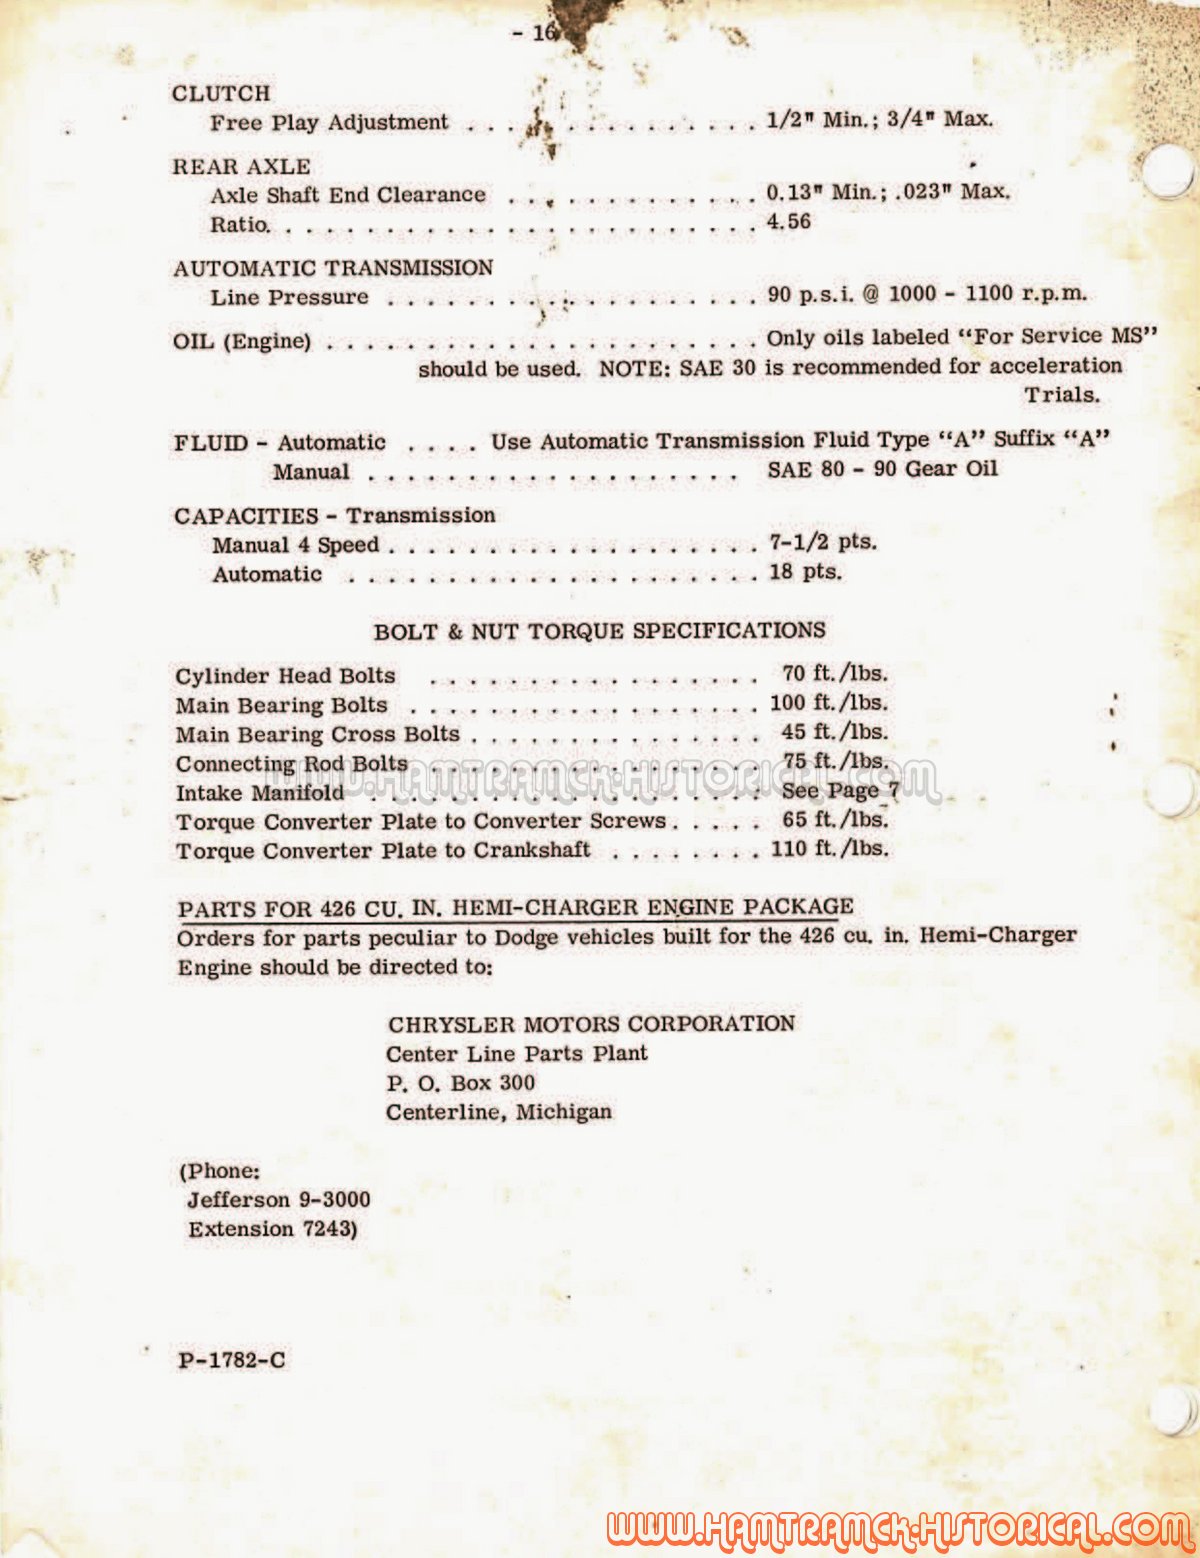 - 16
CLUTCH
Free Play Adjustment . . . . . . . . . . . . . . . 1/2" Min.; 3/4" Max.
REAR AXLE
Axle Shaft End Clearance . . . . . . . . . . . . . 0.13" Min.; .023" Max.
Ratio. . . . . . . . . . . . . . . . . . . . . . . . . 4.56
AUTOMATIC TRANSMISSION
Line Pressure . . . . . . . . . . . . . . . . . . . 90 p.s.i. @ 1000 - 1100 r.p.m.
OIL (Engine) . . . . . . . . . . . . . . . . . . . . . . Only oils labeled “For Service MS”
should be used. NOTE: SAE 30 is recommended for acceleration
Trials.
FLUID - Automatic . . . . Use Automatic Transmission Fluid Type “A” Suffix “A”
Manual . . . . . . . . . . . . . . . . . . . SAE 80 - 90 Gear Oil
CAPACITIES - Transmission
Manual 4 Speed . . . . . . . . . . . . . . . . . . . 7-1/2 pts.
Automatic . . . . . . . . . . . . . . . . . . . . . 18 pts.
BOLT & NUT TORQUE SPECIFICATIONS
Cylinder Head Bolts . . . . . . . . . . . . . . . . . 70 ft./lbs.
Main Bearing Bolts . . . . . . . . . . . . . . . . . . 100 ft./lbs.
Main Bearing Cross Bolts . . . . . . . . . . . . . . . 45 ft./lbs.
Connecting Rod Bolts . . . . . . . . . . . . . . . . . 75 ft./lbs.
www.Hamtramck-Historical.com
Intake Manifold . . . . . . . . . . . . . . . . . . . . See Page 7
Torque Converter Plate to Converter Screws . . . . . 65 ft./lbs.
Torque Converter Plate to Crankshaft . . . . . . . . 110 ft./lbs.
PARTS FOR 426 CU. IN. HEMI-CHARGER ENGINE PACKAGE
Orders for parts peculiar to Dodge vehicles built for the 426 cu. in. Hemi-Charger
Engine should be directed to:
CHRYSLER MOTORS CORPORATION
Center Line Parts Plant
P. O. Box 300
Centerline, Michigan
(Phone:
Jefferson 9-3000
Extension 7243)
P-1782-C
www.Hamtramck-Historical.com